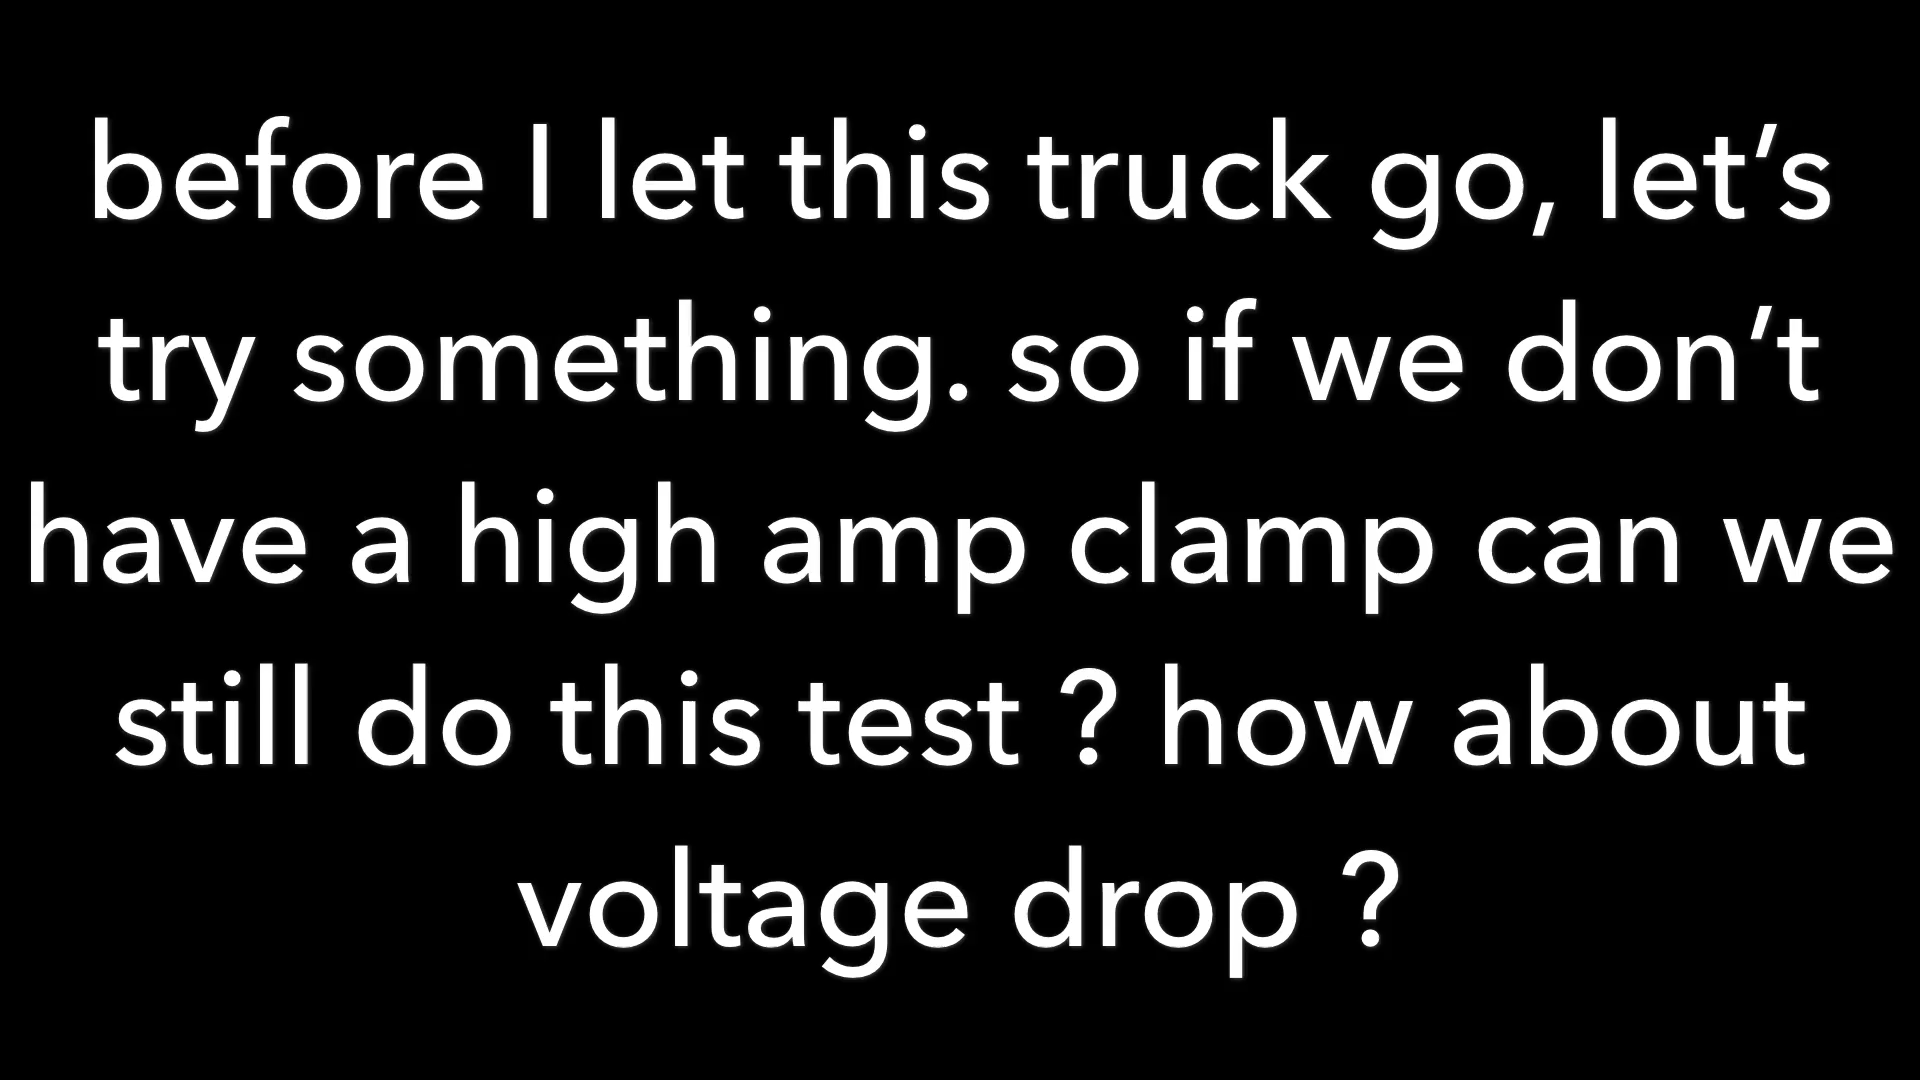 before I let this truck go, let’s
try something. so if we don’t
have a high amp clamp can we
still do this test ? how about
voltage drop ?